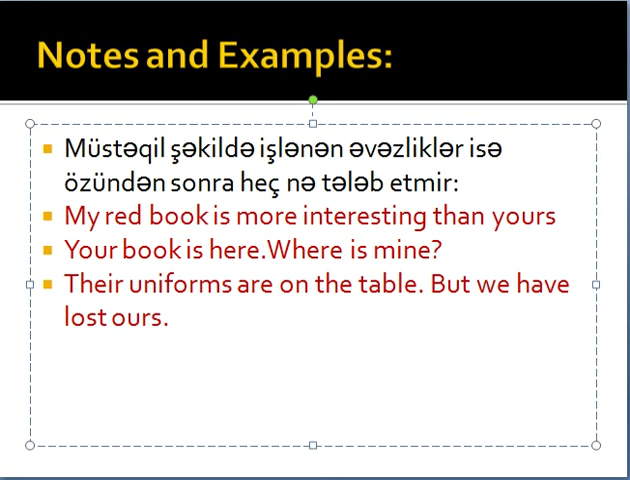 Notes and Examples:
Müstəqil şəkildə işlənən əvəzliklər isə
özündən sonra heç nə tələb etmir:
My red book is more interesting than yours
Your book is here.Where is mine?
Their uniforms are on the table. But we have
lost ours.